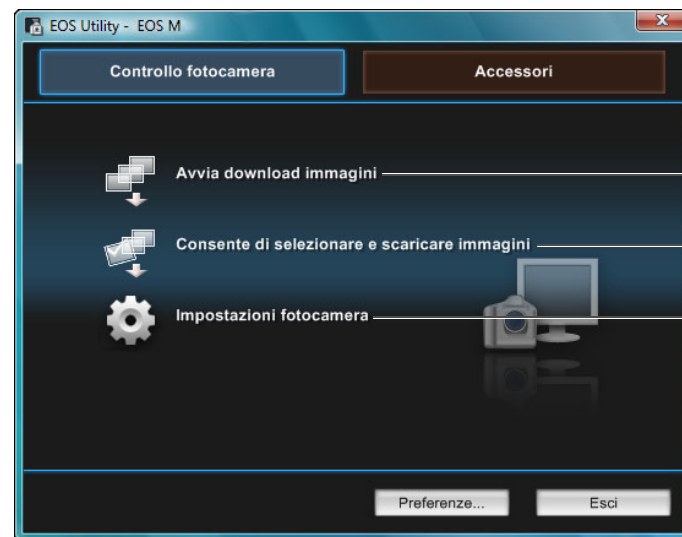 EOS Utility - EOS M
Controllo fotocamera
Accessori
Avvia download immagini
Consente di selezionare e scaricare immagini
Impostazioni fotocamera
Preferenze...
Esci